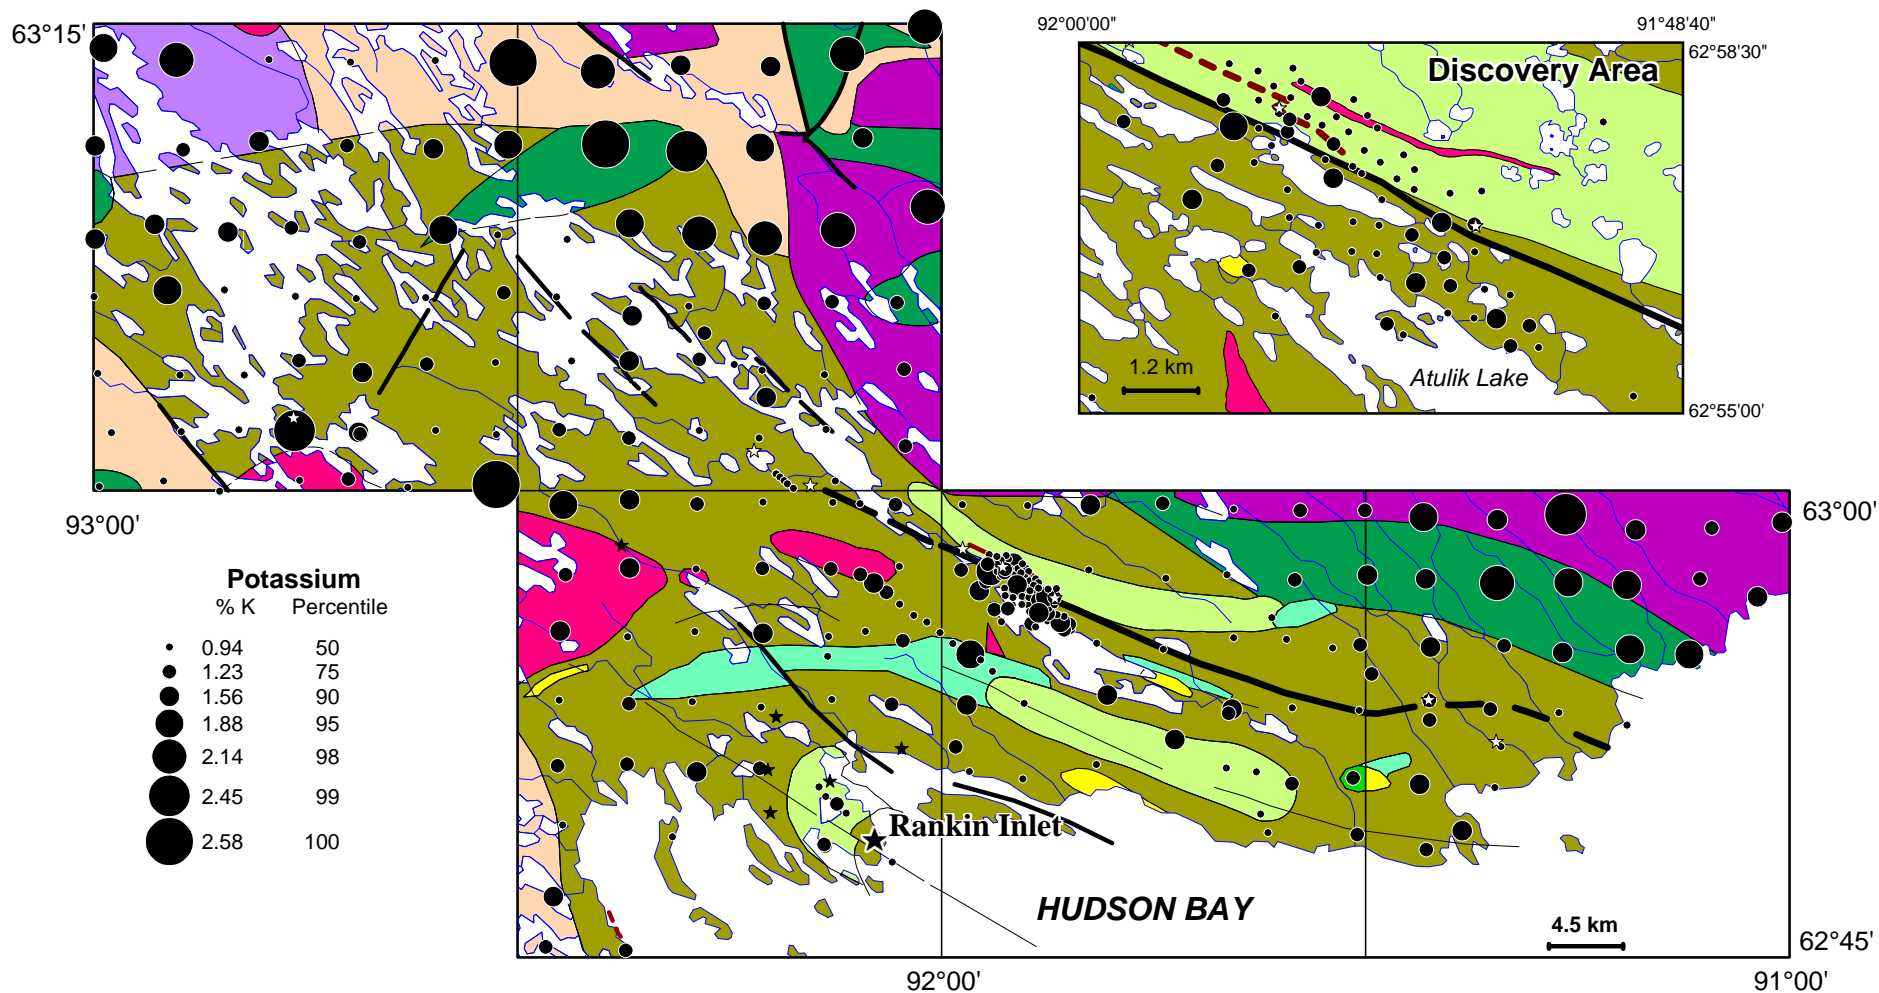 63°15'
92°00'00"
91°48'40"
62°58'30"
Discovery Area
1.2 km
Atulik Lake
62°55'00'
93°00'
63°00'
Potassium
% K Percentile
0.94 50
1.23 75
1.56 90
1.88 95
2.14 98
2.45 99
2.58 100
Rankin Inlet
HUDSON BAY
4.5 km
62°45'
92°00'
91°00'